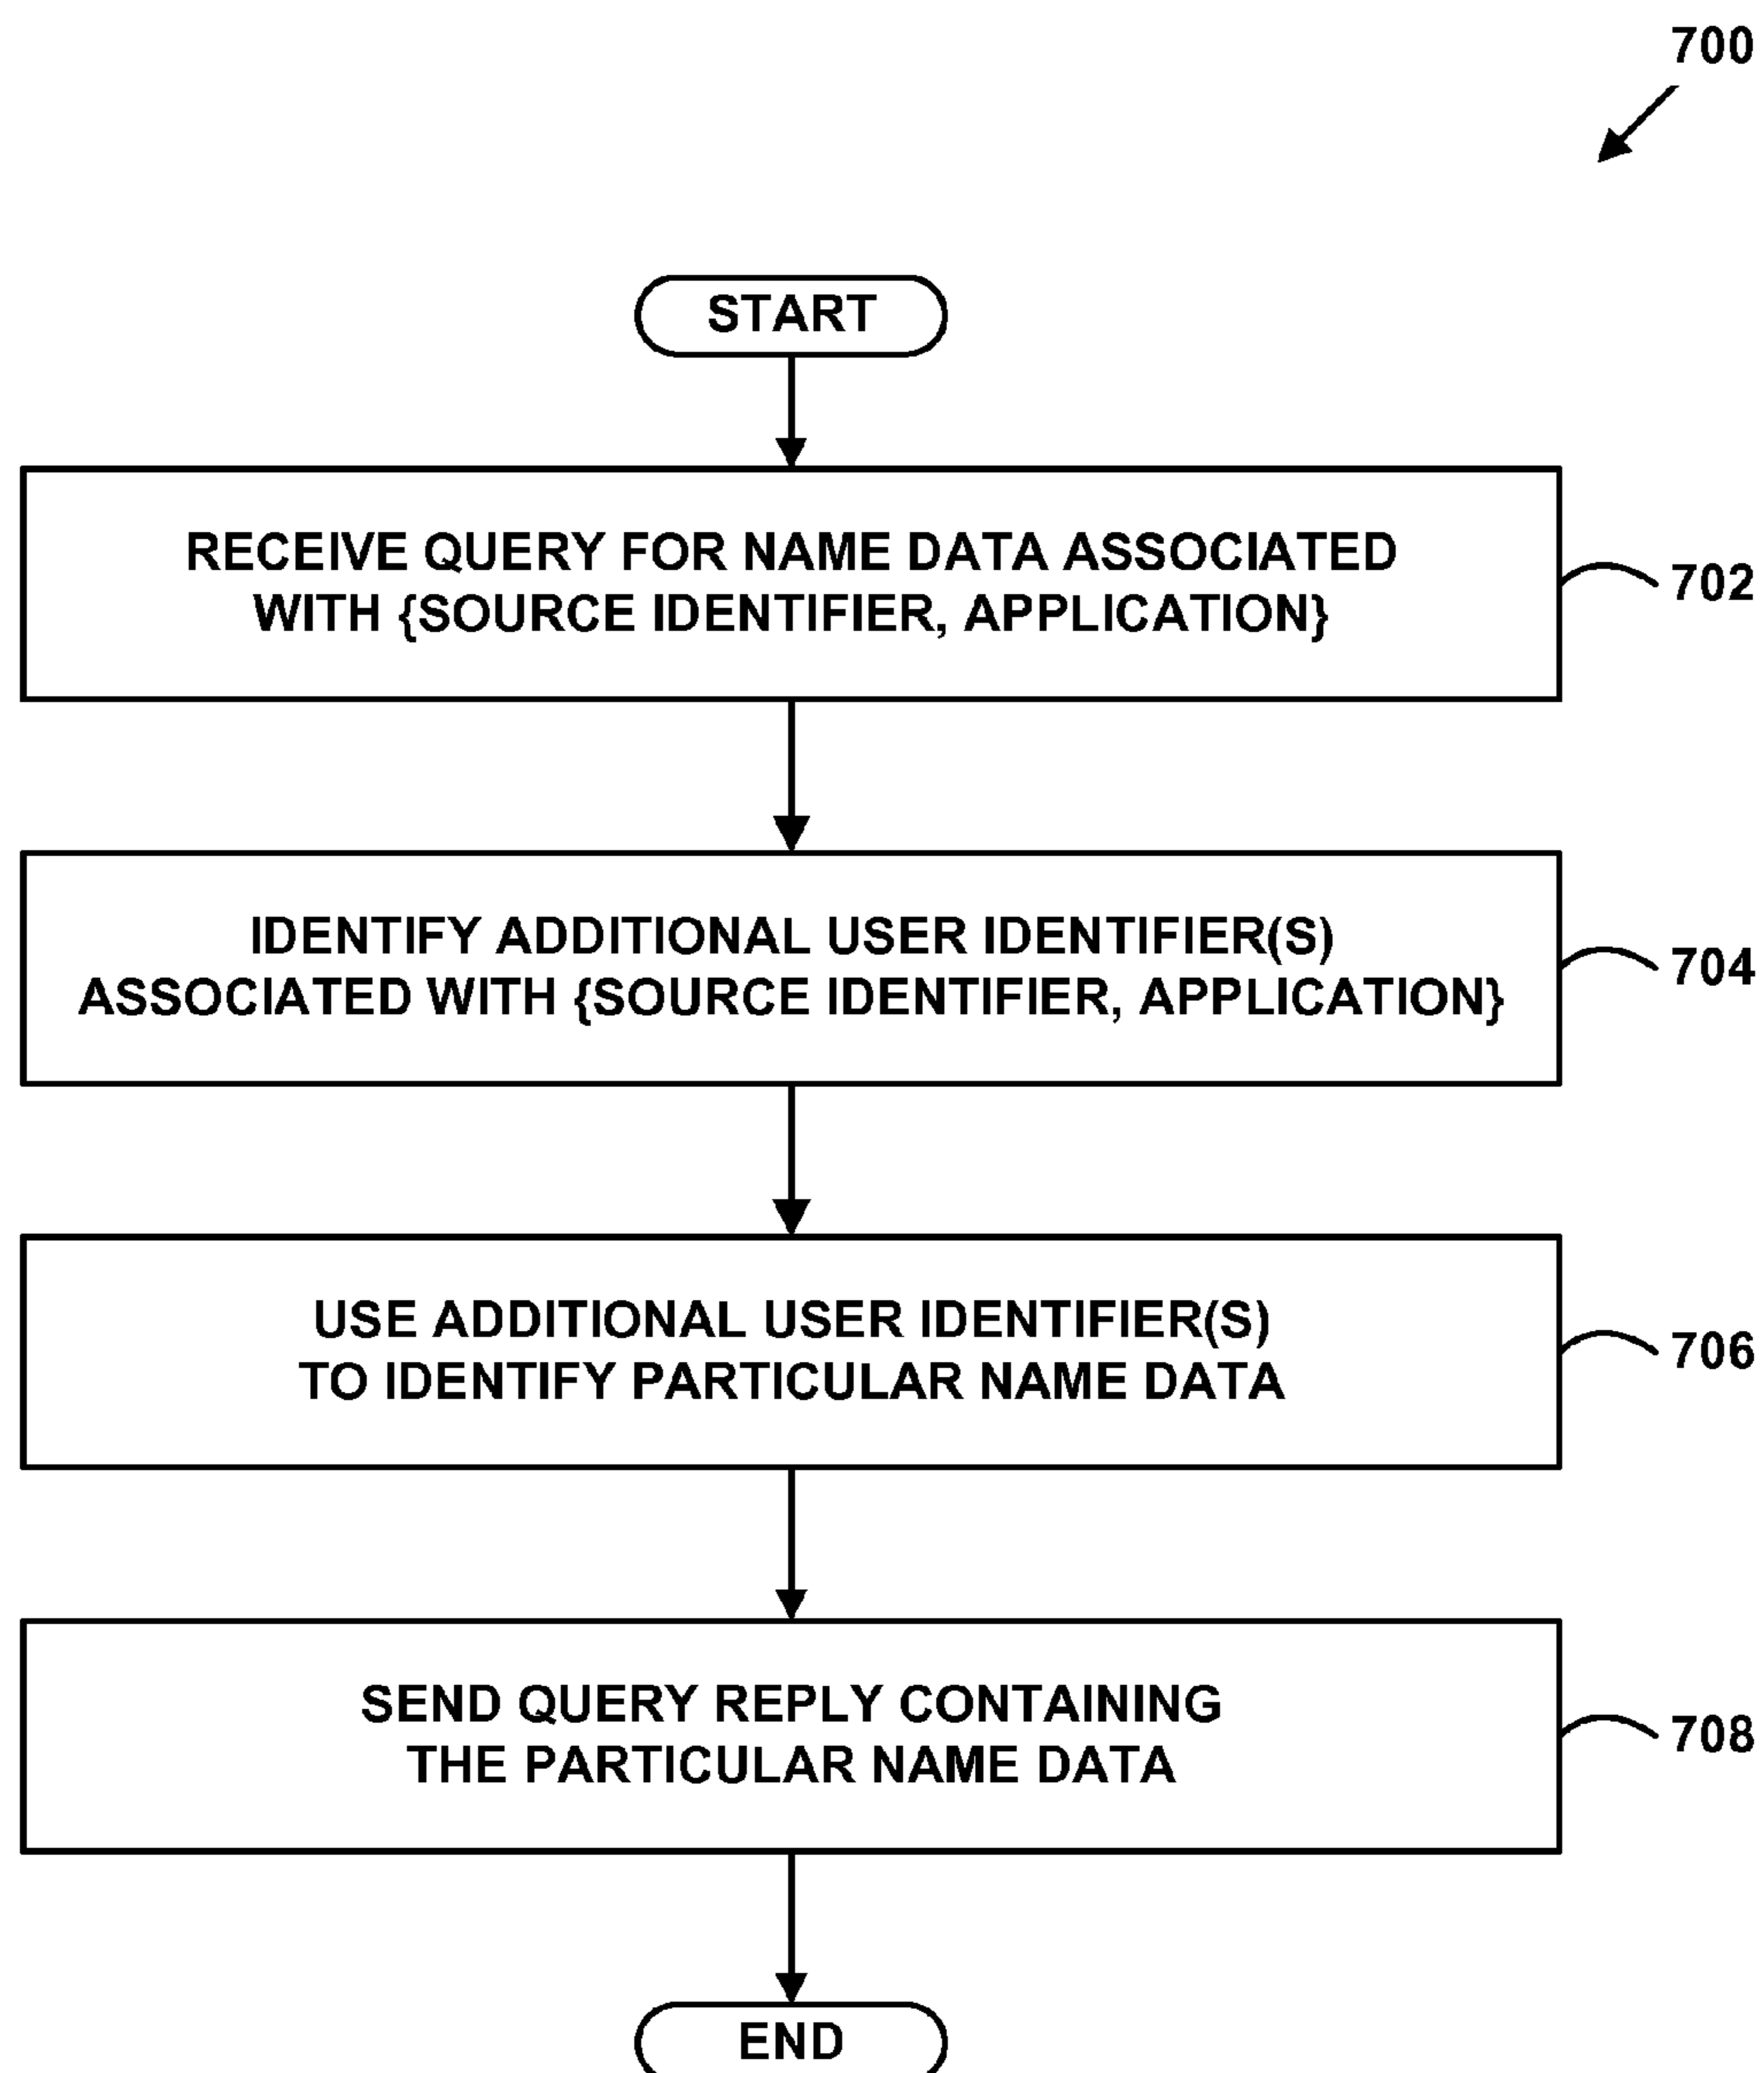 700
START
RECEIVE QUERY FOR NAME DATA ASSOCIATED
WITH {SOURCE IDENTIFIER, APPLICATION}
702
IDENTIFY ADDITIONAL USER IDENTIFIER(S)
ASSOCIATED WITH {SOURCE IDENTIFIER, APPLICATION}
704
USE ADDITIONAL USER IDENTIFIER(S)
TO IDENTIFY PARTICULAR NAME DATA
706
SEND QUERY REPLY CONTAINING
THE PARTICULAR NAME DATA
708
END